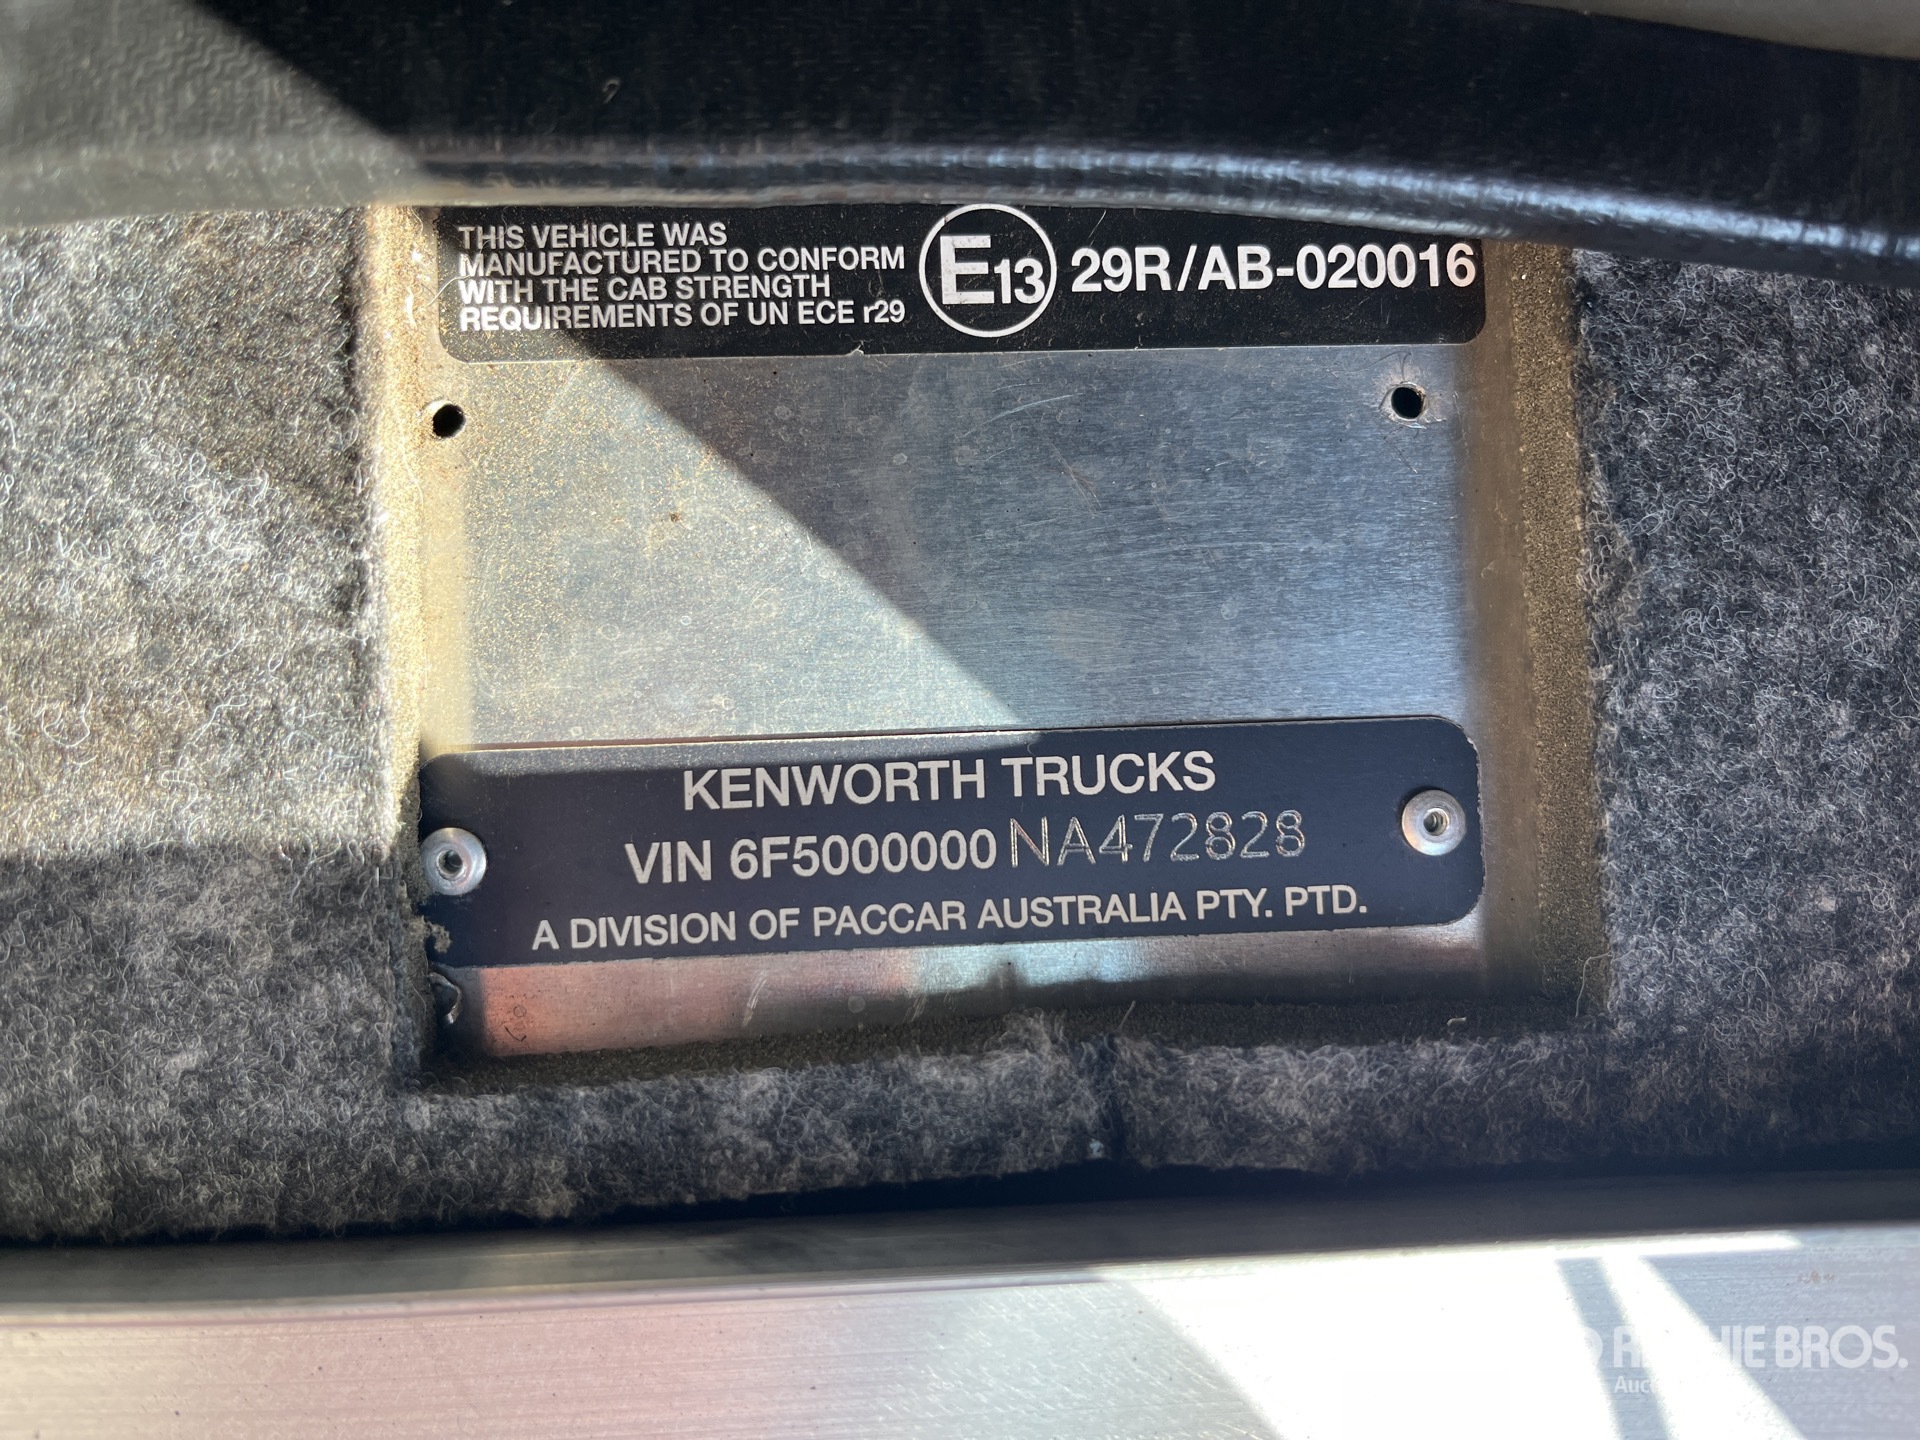 THIS VEHICLE WAS
MANUFACTURED TO CONFORM
WITH THE CAB STRENGTH
REQUIREMENTS OF UN ECE r29
E13 29R/AB-020016
KENWORTH TRUCKS
VIN 6F5000000NA472828
A DIVISION OF PACCAR AUSTRALIA PTY. PTD.
BROS.